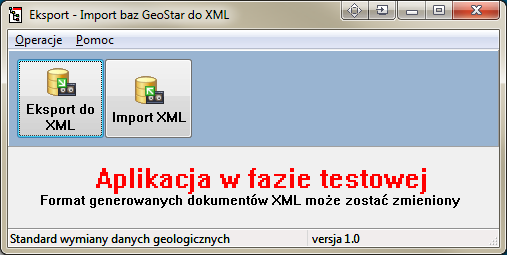 Eksport - Import baz GeoStar do XML
Operacje Pomoc
Eksport do
XML
Import XML
Aplikacja w fazie testowej
Format generowanych dokumentów XML może zostać zmieniony
Standard wymiany danych geologicznych wersja 1.0